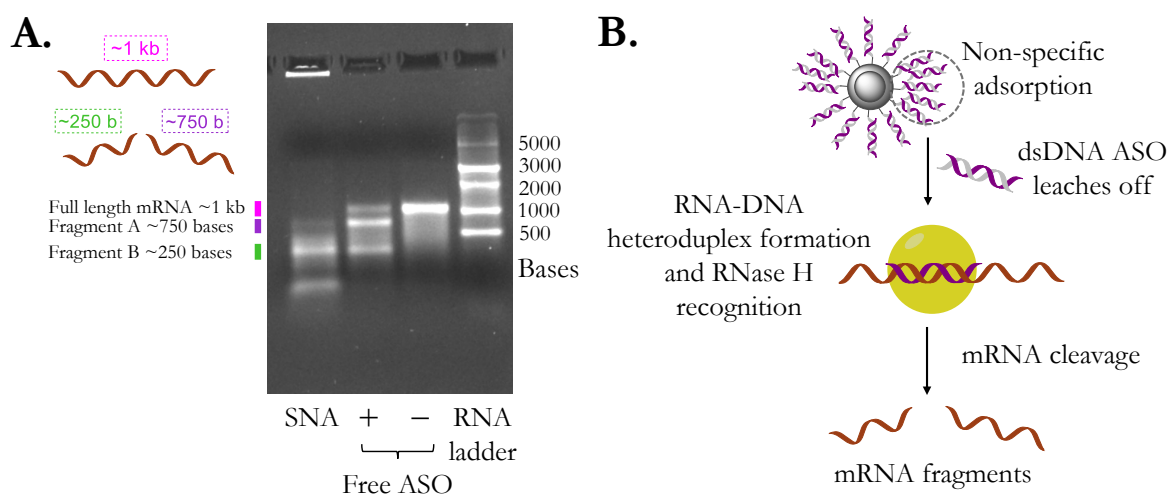 A.
~1 kb
~250 b
~750 b
Full length mRNA ~1 kb
Fragment A ~750 bases
Fragment B ~250 bases
5000
3000
2000
1000
500
Bases
SNA
+
−
RNA
ladder
Free ASO
B.
Non-specific
adsorption
dsDNA ASO
leaches off
RNA-DNA
heteroduplex formation
and RNase H
recognition
mRNA cleavage
mRNA fragments